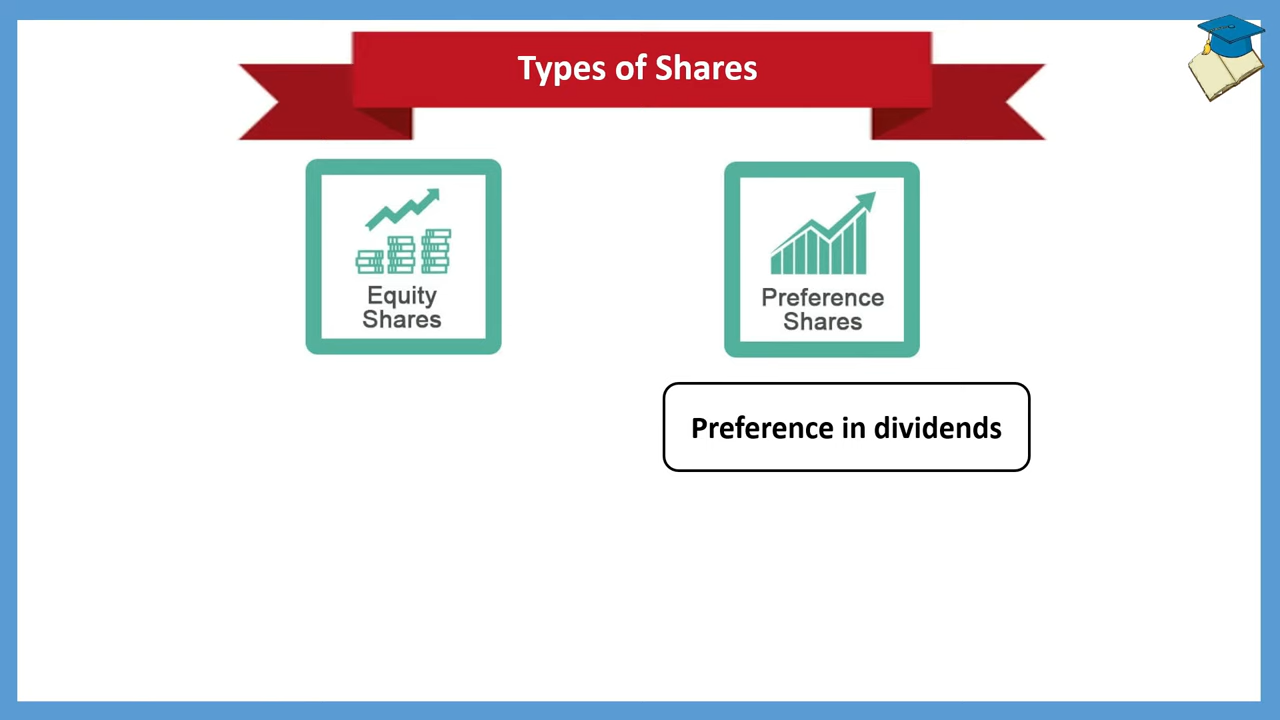 Types of Shares
Equity
Shares
Preference
Shares
Preference in dividends